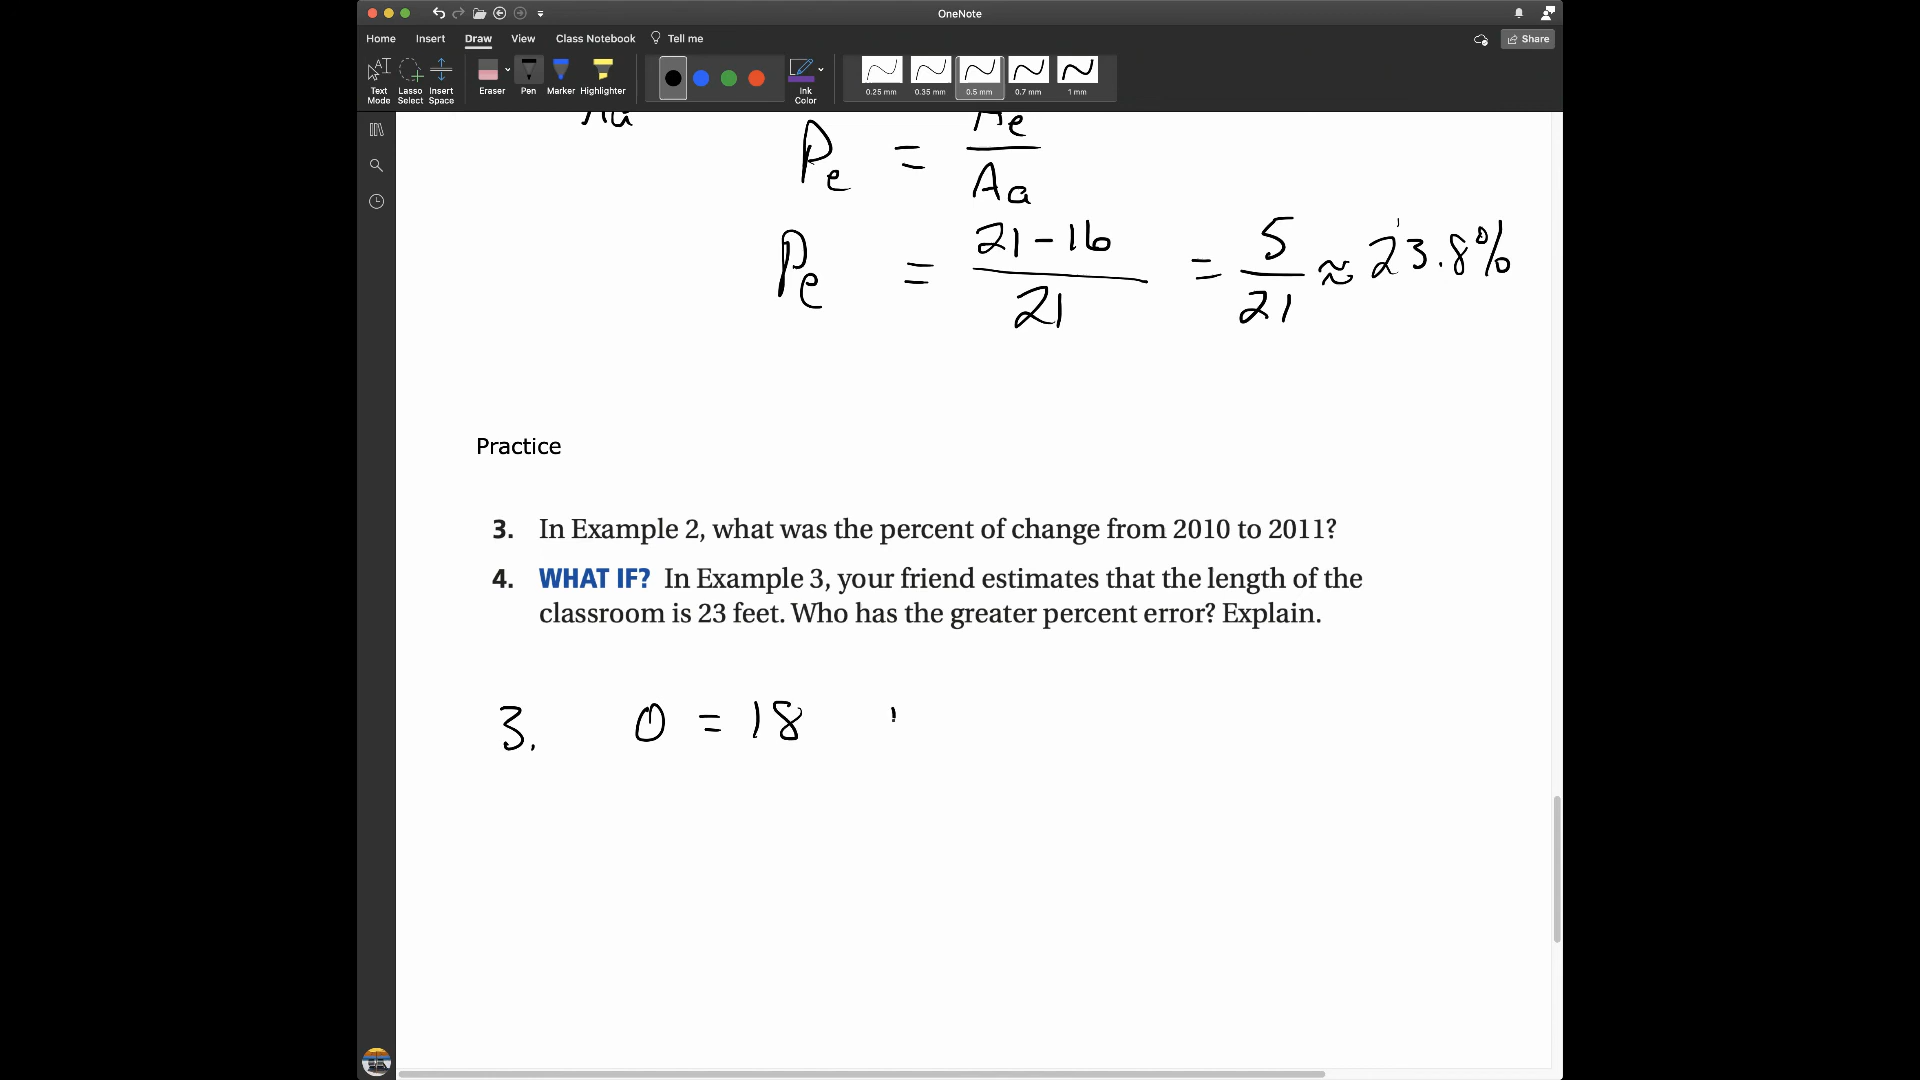 OneNote
Home Insert Draw View Class Notebook Tell me Share
Text Mode Lasso Select Insert Space Eraser Pen Marker Highlighter Ink Color 0.25 mm 0.35 mm 0.5 mm 0.7 mm 1 mm
Aa
Pe = Ae / Aa
Pe = 21 - 16 / 21 = 5 / 21 ≈ 23.8%
Practice
3. In Example 2, what was the percent of change from 2010 to 2011?
4. WHAT IF? In Example 3, your friend estimates that the length of the
classroom is 23 feet. Who has the greater percent error? Explain.
3. 0 = 18